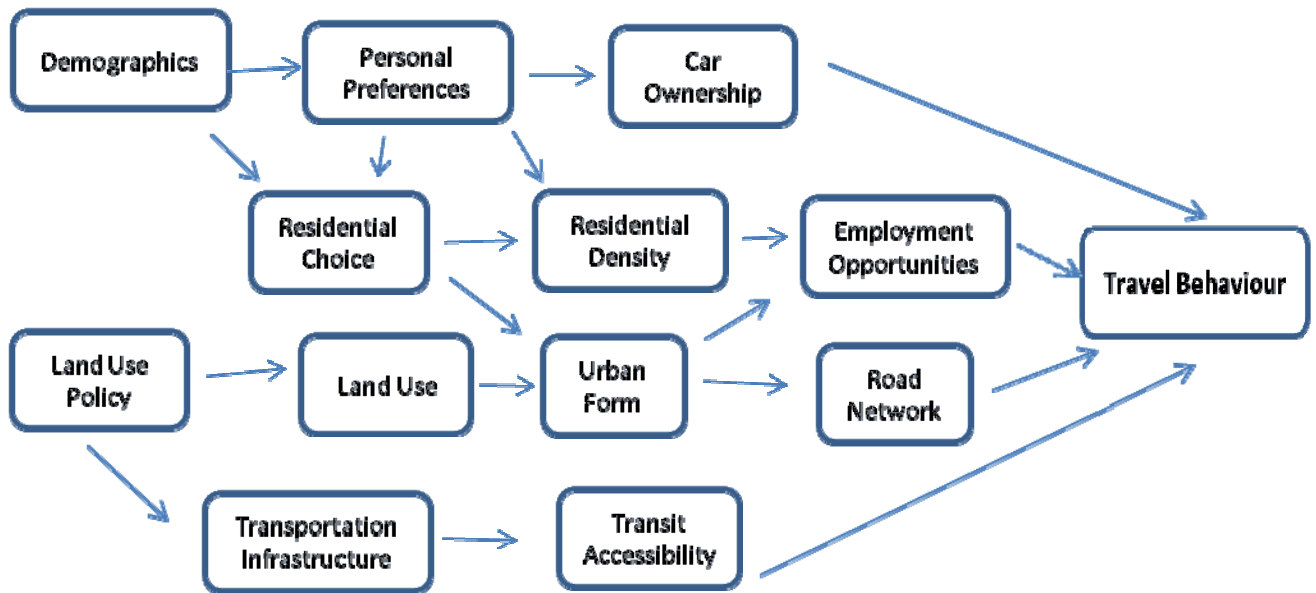 Demographics
Personal
Preferences
Car
Ownership
Residential
Choice
Residential
Density
Employment
Opportunities
Travel Behaviour
Land Use
Policy
Land Use
Urban
Form
Road
Network
Transportation
Infrastructure
Transit
Accessibility